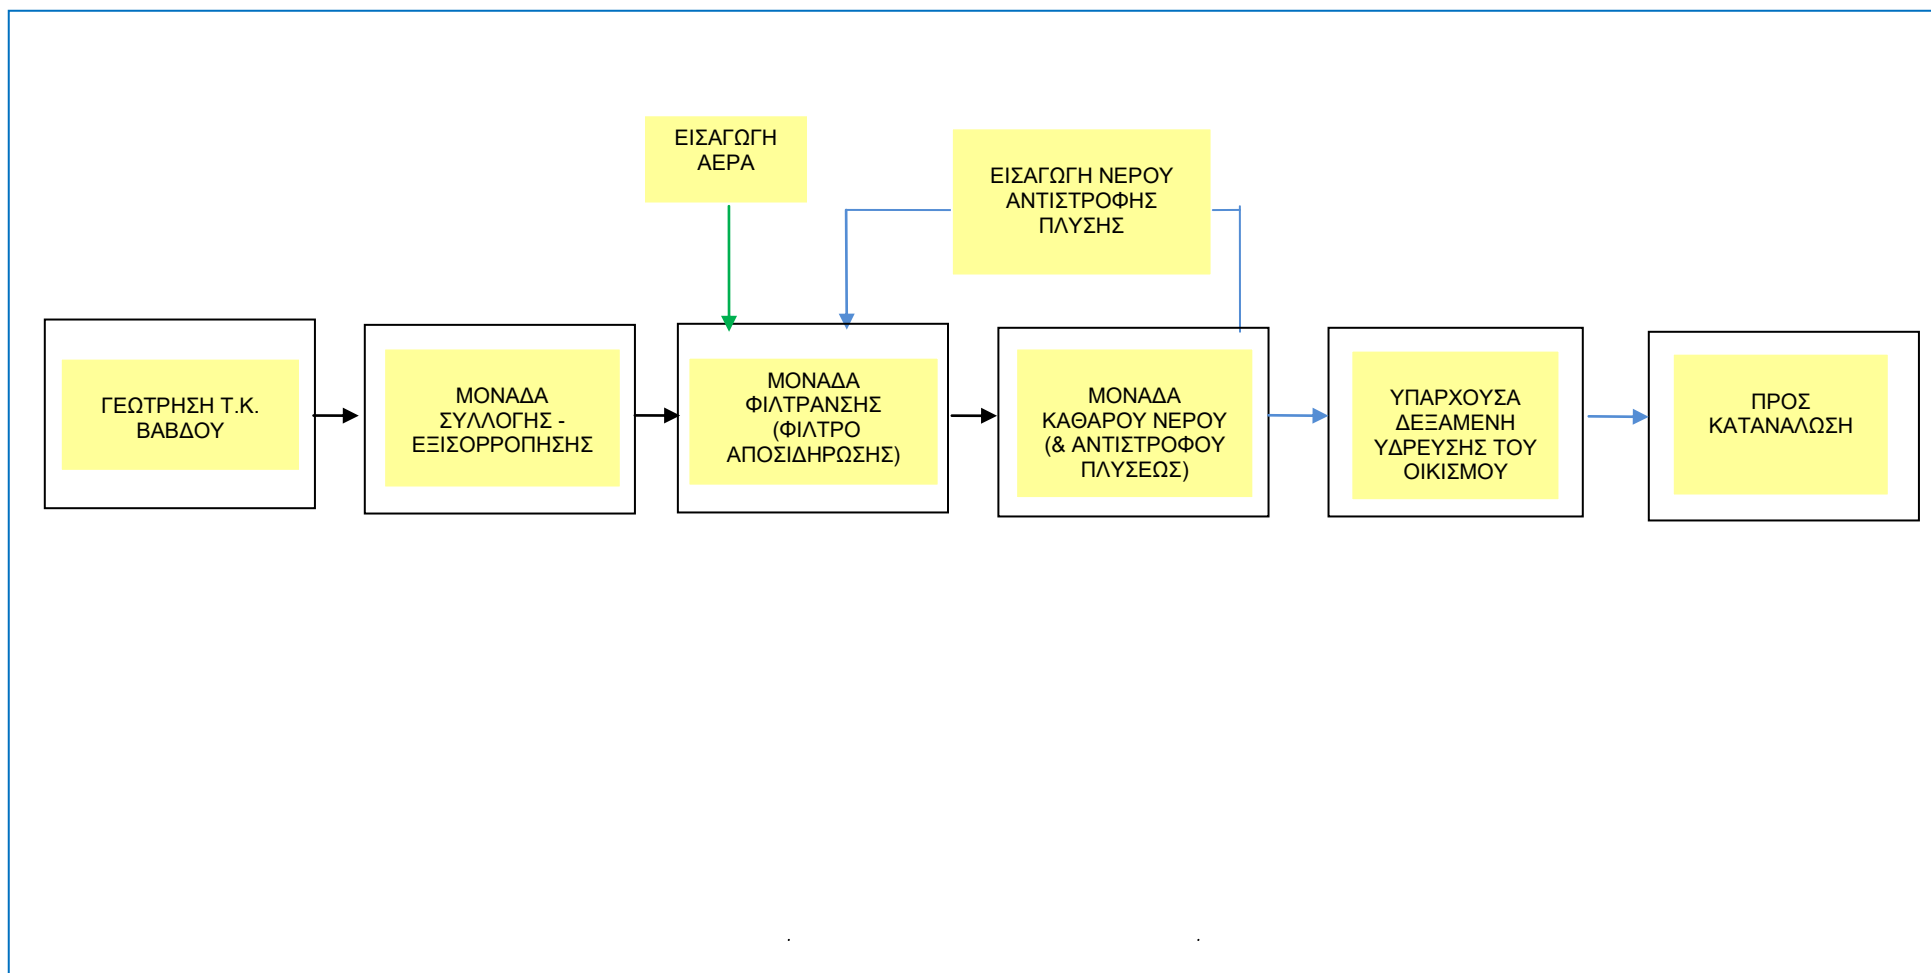 ΕΙΣΑΓΩΓΗ
ΑΕΡΑ
ΕΙΣΑΓΩΓΗ ΝΕΡΟΥ
ΑΝΤΙΣΤΡΟΦΗΣ
ΠΛΥΣΗΣ
ΓΕΩΤΡΗΣΗ Τ.Κ.
ΒΑΒΔΟΥ
ΜΟΝΑΔΑ
ΣΥΛΛΟΓΗΣ -
ΕΞΙΣΟΡΡΟΠΗΣΗΣ
ΜΟΝΑΔΑ
ΦΙΛΤΡΑΝΣΗΣ
(ΦΙΛΤΡΟ
ΑΠΟΣΙΔΗΡΩΣΗΣ)
ΜΟΝΑΔΑ
ΚΑΘΑΡΟΥ ΝΕΡΟΥ
(& ΑΝΤΙΣΤΡΟΦΟΥ
ΠΛΥΣΕΩΣ)
ΥΠΑΡΧΟΥΣΑ
ΔΕΞΑΜΕΝΗ
ΥΔΡΕΥΣΗΣ ΤΟΥ
ΟΙΚΙΣΜΟΥ
ΠΡΟΣ
ΚΑΤΑΝΑΛΩΣΗ